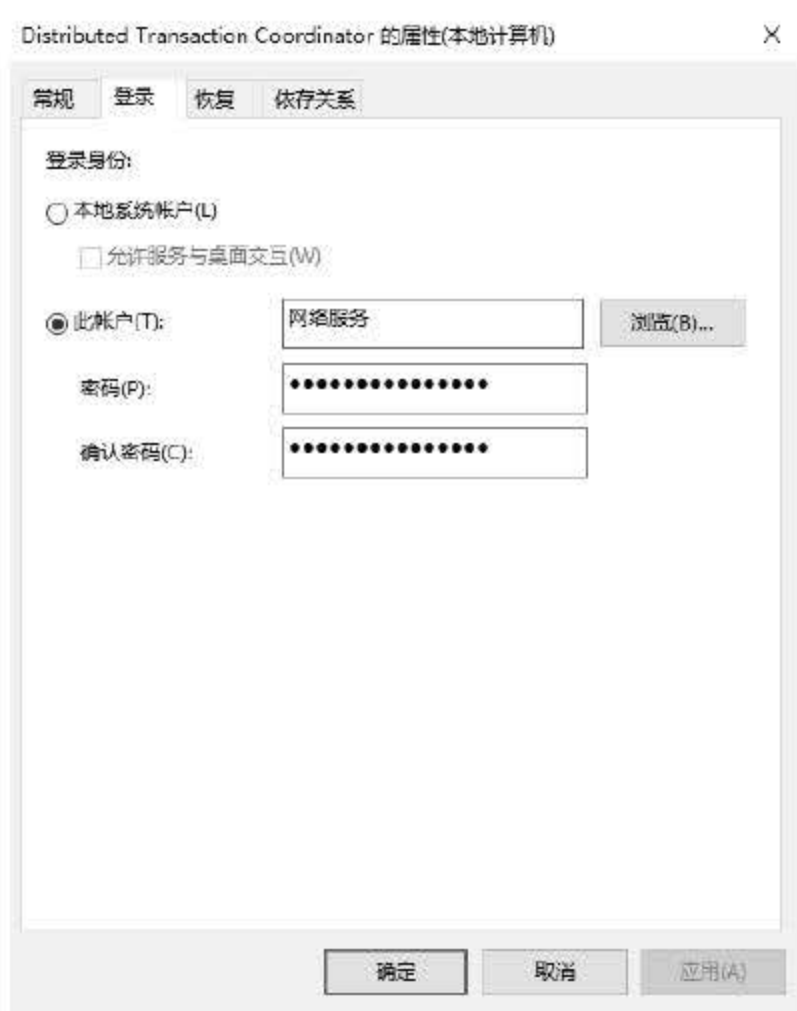 Distributed Transaction Coordinator 的属性(本地计算机)
常规 登录 恢复 依存关系
登录身份:
本地系统帐户(L)
允许服务与桌面交互(W)
此帐户(T): 网络服务 浏览(B)...
密码(P): ●●●●●●●●●●●●●●●
确认密码(C): ●●●●●●●●●●●●●●●
确定 取消 应用(A)